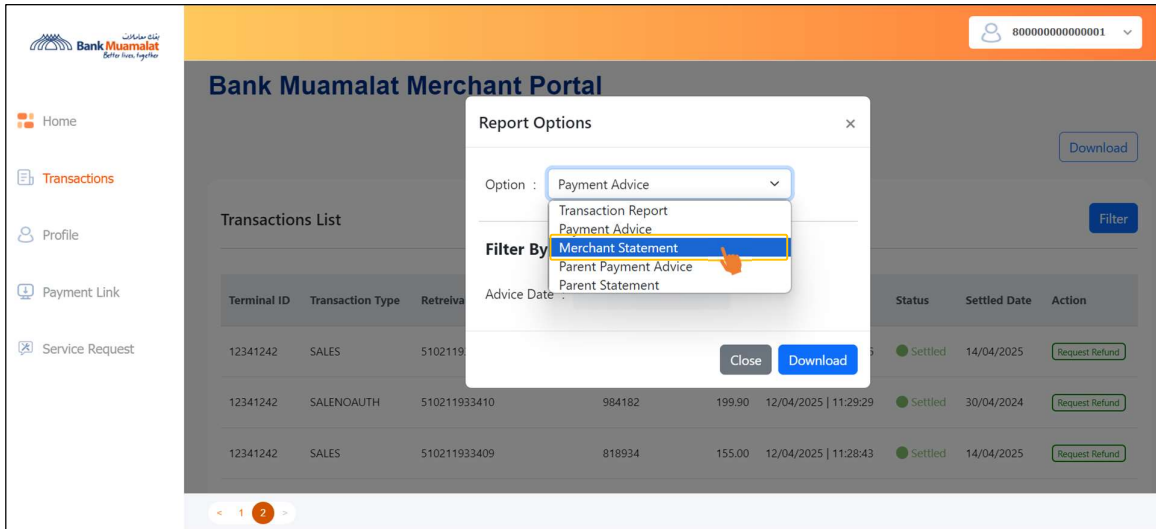 بنك معاملات
Bank Muamalat
Better lives, together
800000000000001
Bank Muamalat Merchant Portal
Home
Transactions
Profile
Payment Link
Service Request
Download
Report Options
×
Option :
Payment Advice
Transaction Report
Payment Advice
Merchant Statement
Parent Payment Advice
Parent Statement
Filter By
Advice Date :
Close
Download
Transactions List
Filter
Terminal ID Transaction Type Retreiva Status Settled Date Action
12341242 SALES 5102119 Settled 14/04/2025 Request Refund
12341242 SALENOAUTH 510211933410 984182 199.90 12/04/2025 | 11:29:29 Settled 30/04/2024 Request Refund
12341242 SALES 510211933409 818934 155.00 12/04/2025 | 11:28:43 Settled 14/04/2025 Request Refund
< 1 2 >